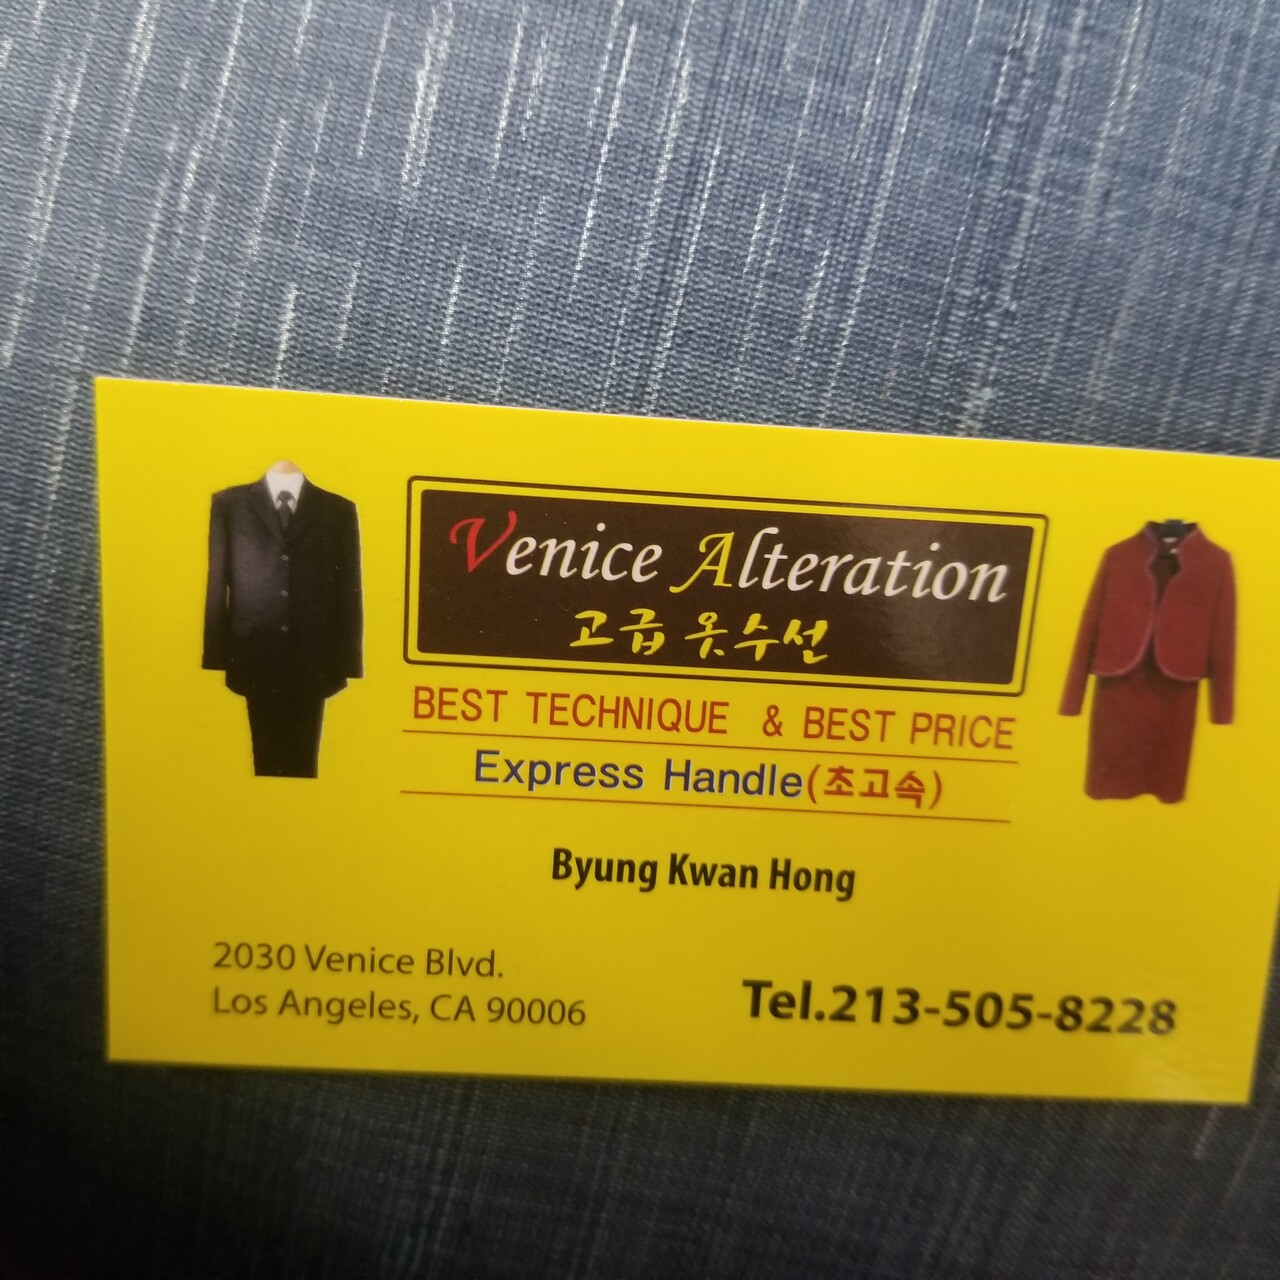 Venice Alteration
고급 옷수선
BEST TECHNIQUE & BEST PRICE
Express Handle(초고속)
Byung Kwan Hong
2030 Venice Blvd.
Los Angeles, CA 90006
Tel.213-505-8228